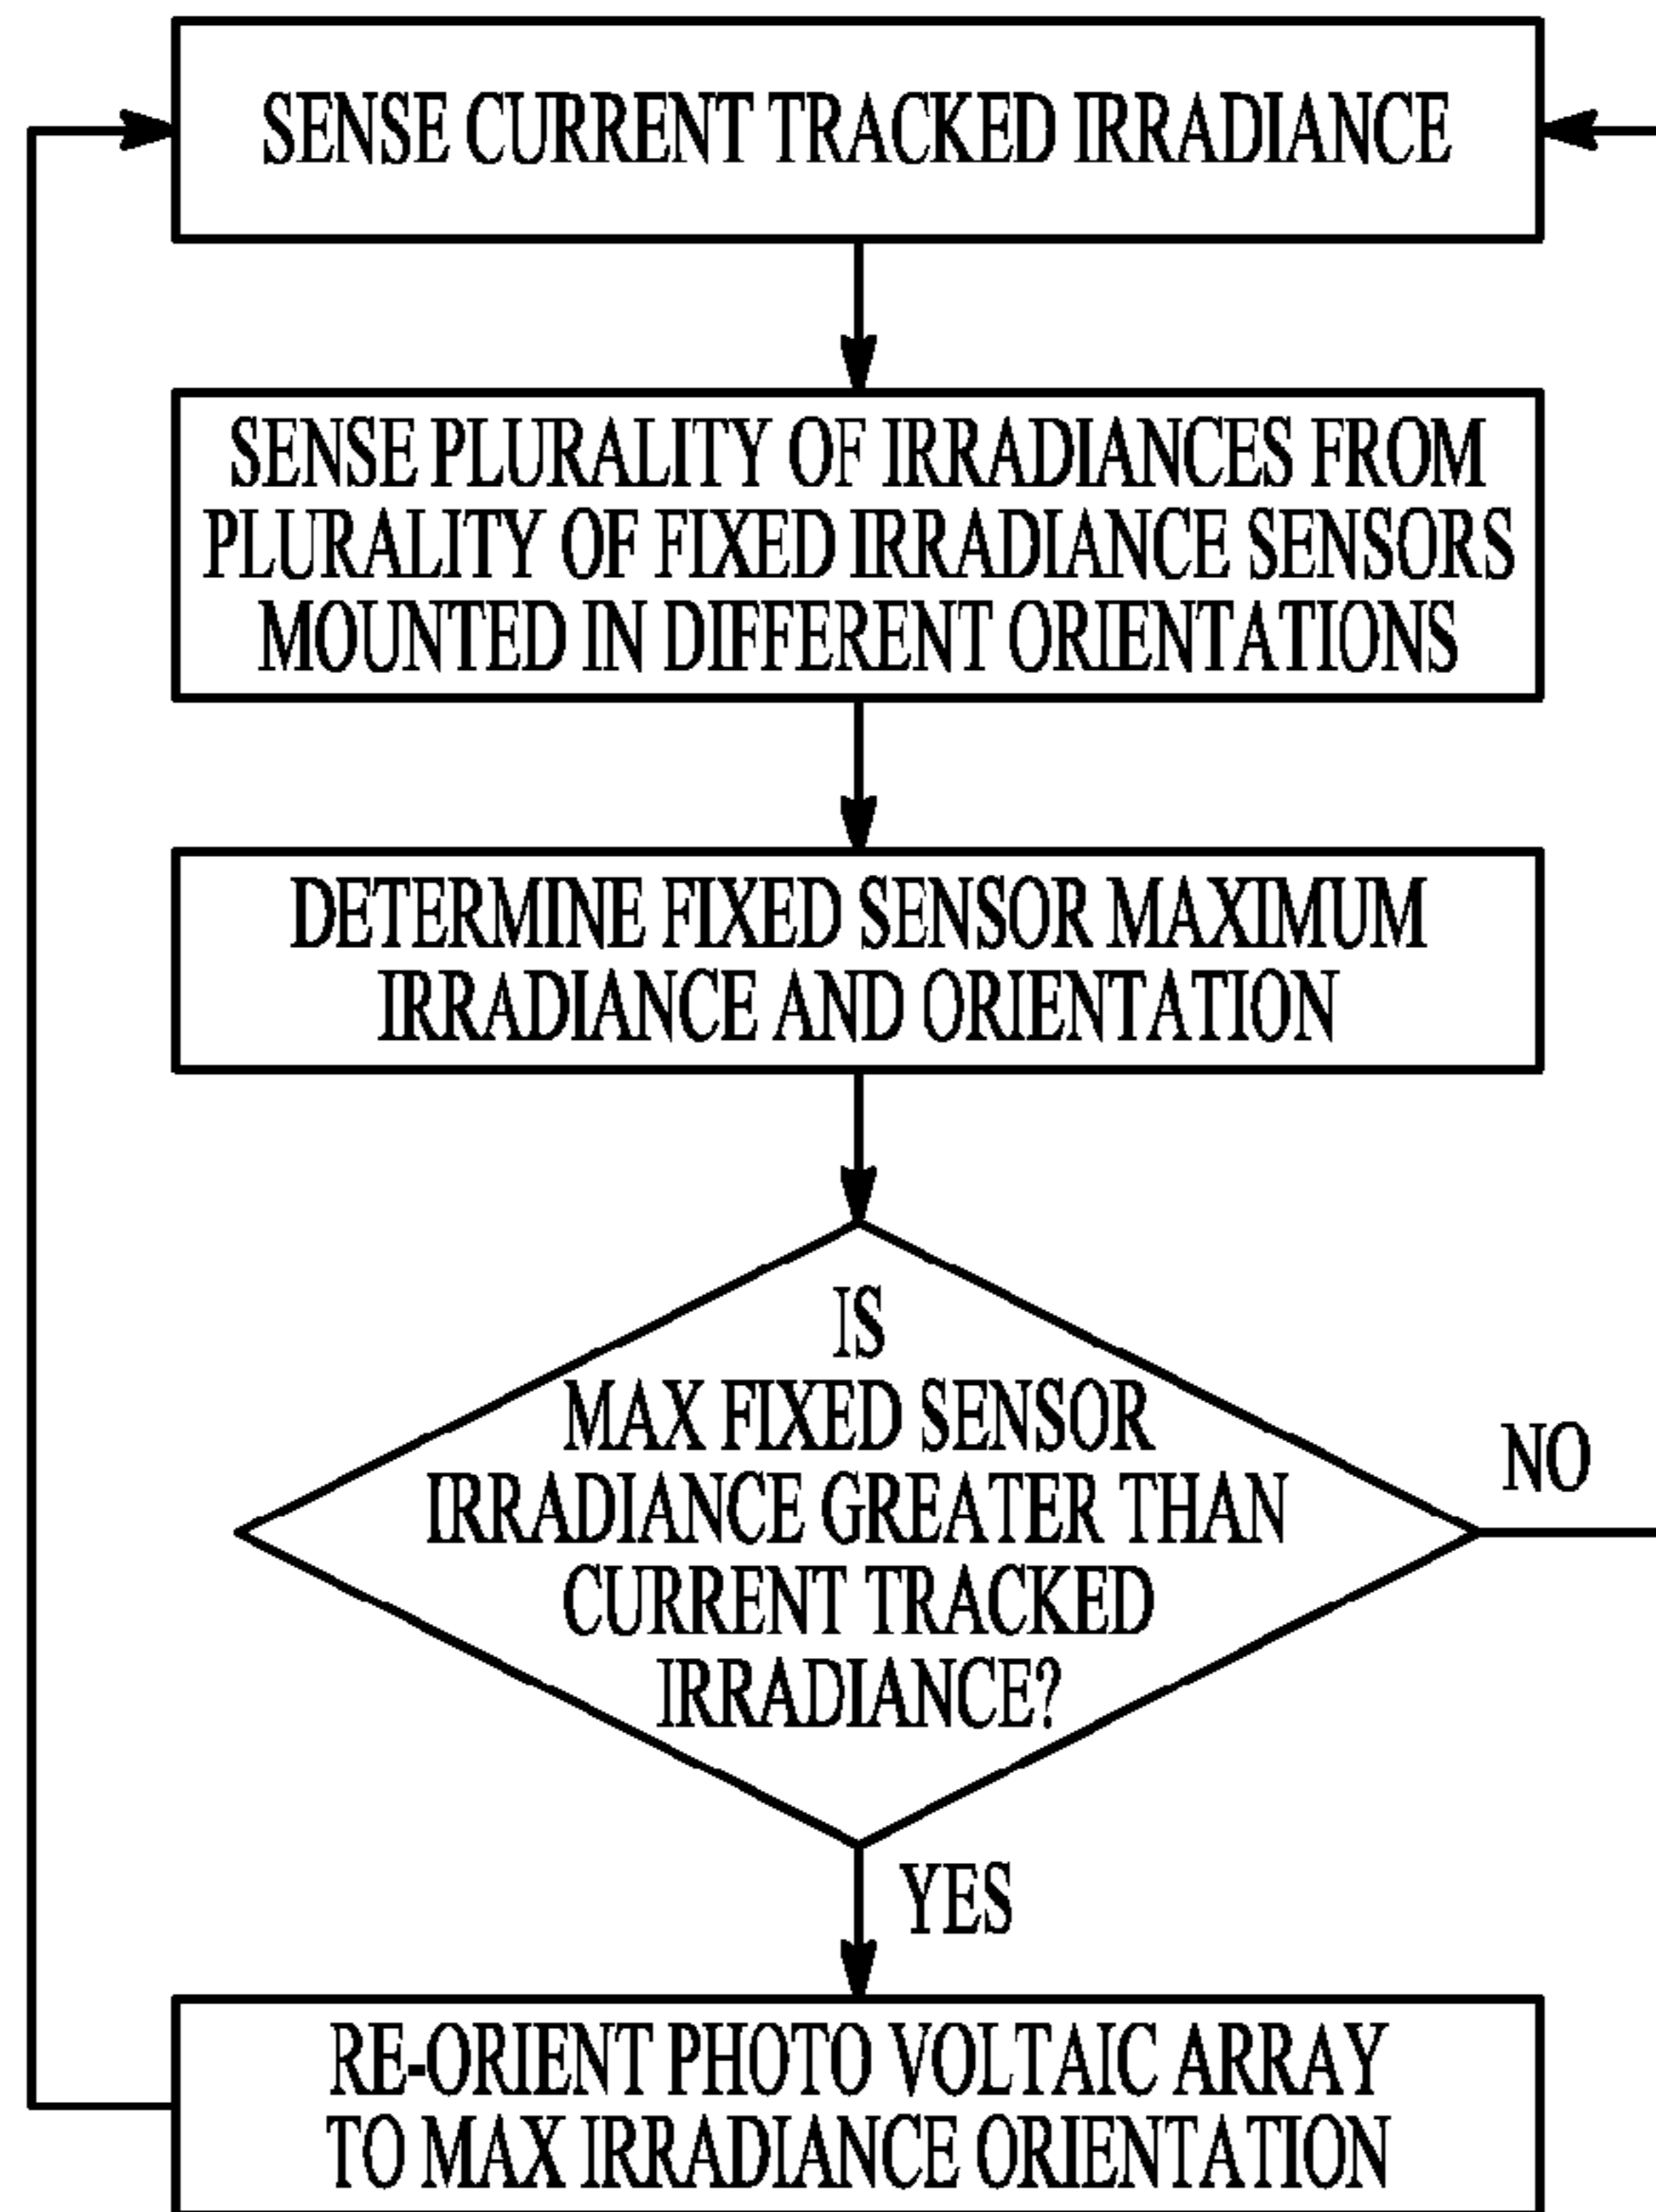 SENSE CURRENT TRACKED IRRADIANCE
SENSE PLURALITY OF IRRADIANCES FROM
PLURALITY OF FIXED IRRADIANCE SENSORS
MOUNTED IN DIFFERENT ORIENTATIONS
DETERMINE FIXED SENSOR MAXIMUM
IRRADIANCE AND ORIENTATION
IS
MAX FIXED SENSOR
IRRADIANCE GREATER THAN
CURRENT TRACKED
IRRADIANCE?
NO
YES
RE-ORIENT PHOTO VOLTAIC ARRAY
TO MAX IRRADIANCE ORIENTATION